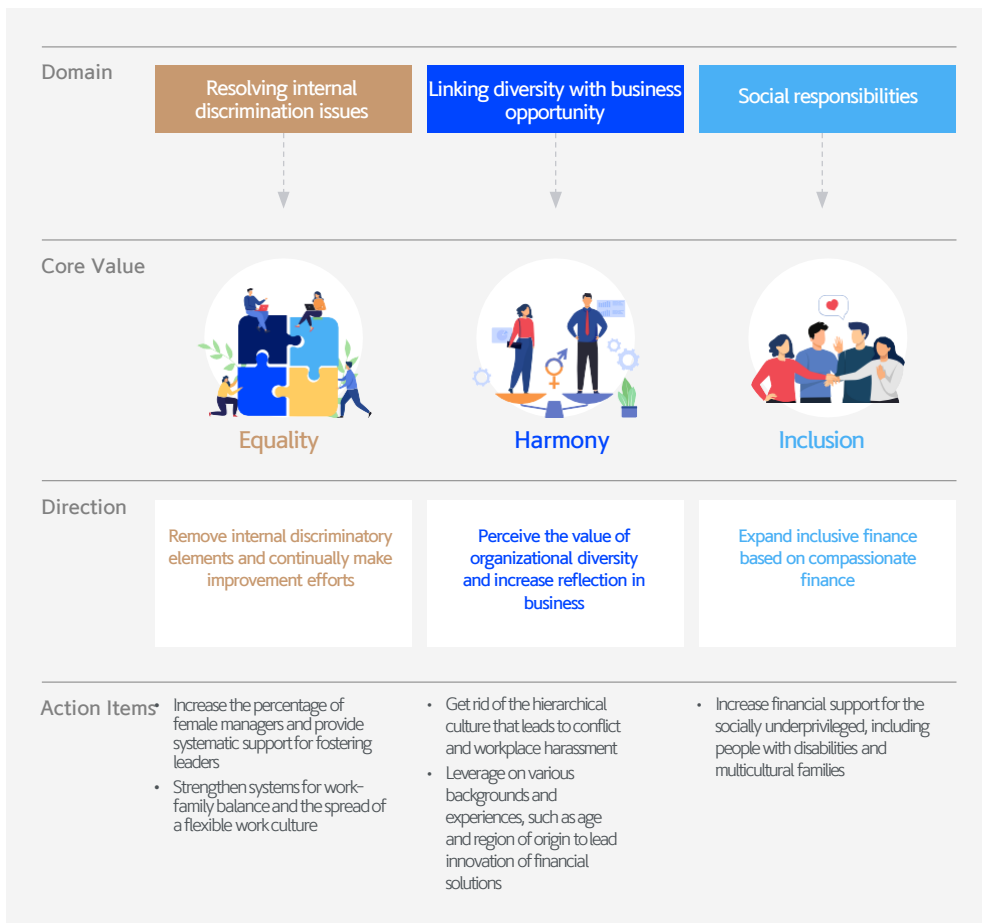 Domain
Resolving internal
discrimination issues
Linking diversity with business
opportunity
Social responsibilities
Core Value
Equality
Harmony
Inclusion
Direction
Remove internal discriminatory
elements and continually make
improvement efforts
Perceive the value of
organizational diversity
and increase reflection in
business
Expand inclusive finance
based on compassionate
finance
Action Items
• Increase the percentage of
female managers and provide
systematic support for fostering
leaders
• Strengthen systems for work-
family balance and the spread of
a flexible work culture
• Get rid of the hierarchical
culture that leads to conflict
and workplace harassment
• Leverage on various
backgrounds and
experiences, such as age
and region of origin to lead
innovation of financial
solutions
• Increase financial support for the
socially underprivileged, including
people with disabilities and
multicultural families